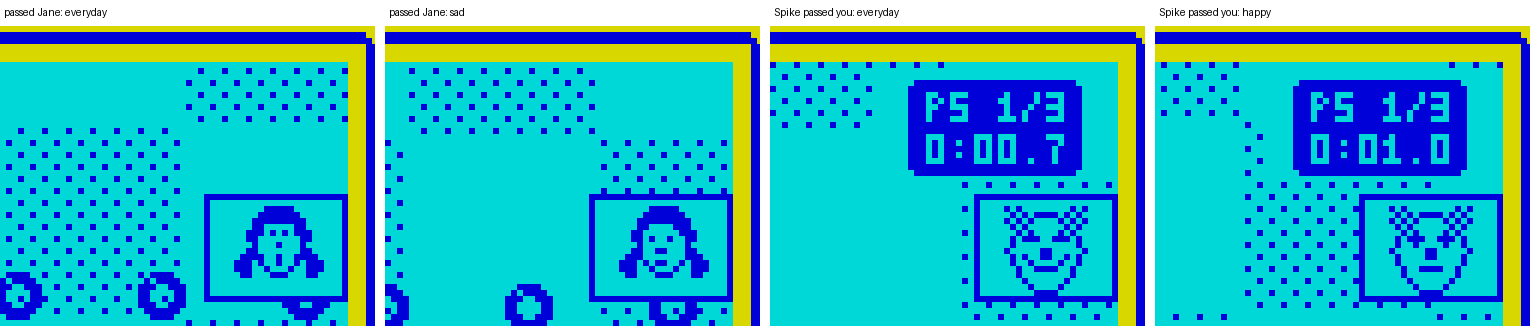 passed Jane: everyday
passed Jane: sad
Spike passed you: everyday
Spike passed you: happy
PS 1/3
0:00.7
PS 1/3
0:01.0